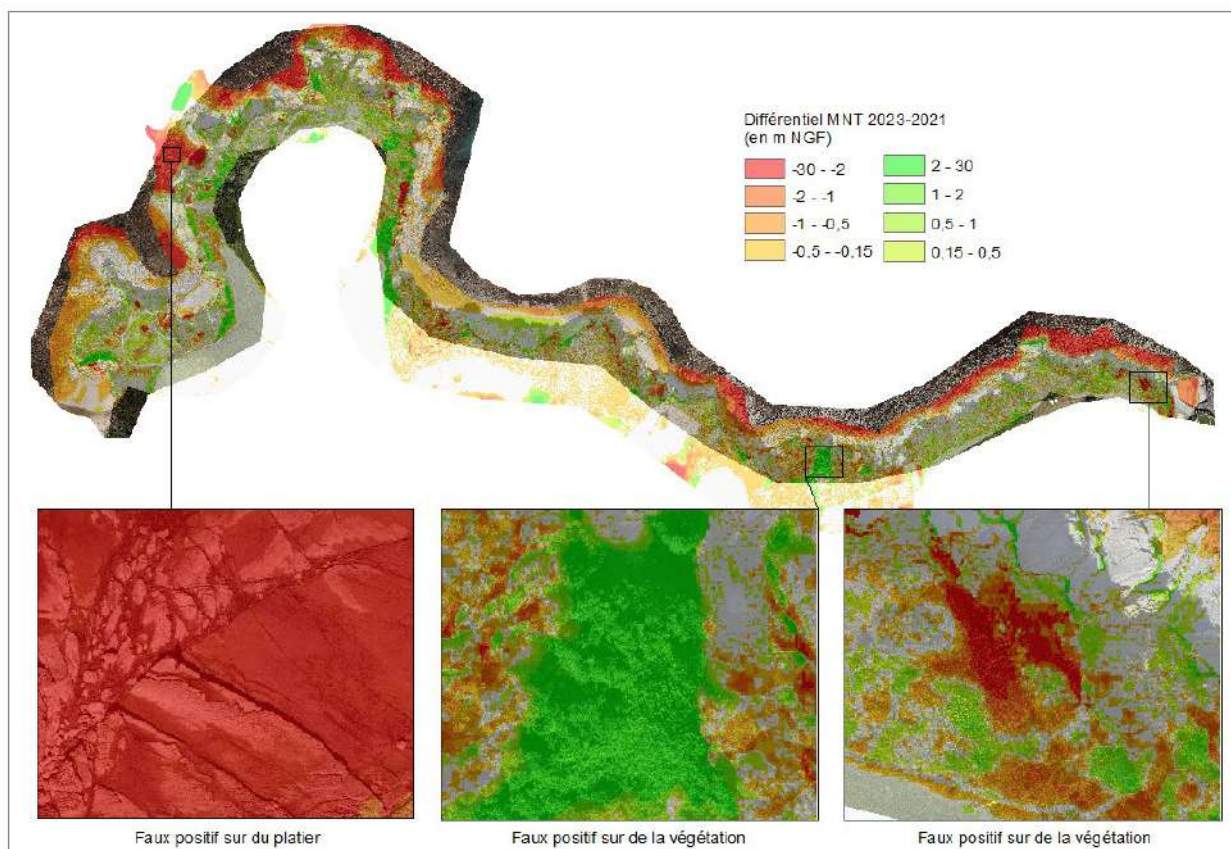 Différentiel MNT 2023-2021
(en m NGF)
-30 - -2
2 - 30
-2 - -1
1 - 2
-1 - -0,5
0,5 - 1
-0.5 - -0,15
0,15 - 0,5
Faux positif sur du platier
Faux positif sur de la végétation
Faux positif sur de la végétation